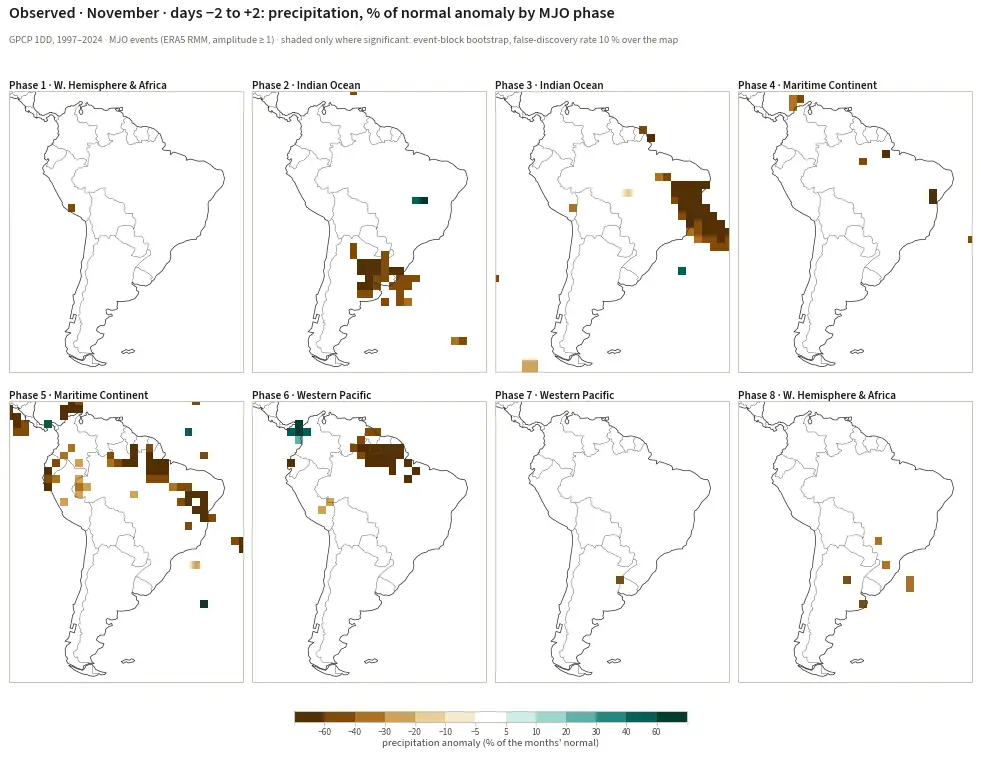 Observed · November · days −2 to +2: precipitation, % of normal anomaly by MJO phase
GPCP 1DD, 1997–2024 · MJO events (ERA5 RMM, amplitude ≥ 1) · shaded only where significant: event-block bootstrap, false-discovery rate 10 % over the map
Phase 1 · W. Hemisphere & Africa
Phase 2 · Indian Ocean
Phase 3 · Indian Ocean
Phase 4 · Maritime Continent
Phase 5 · Maritime Continent
Phase 6 · Western Pacific
Phase 7 · Western Pacific
Phase 8 · W. Hemisphere & Africa
−60 −40 −30 −20 −10 −5 5 10 20 30 40 60
precipitation anomaly (% of the months' normal)